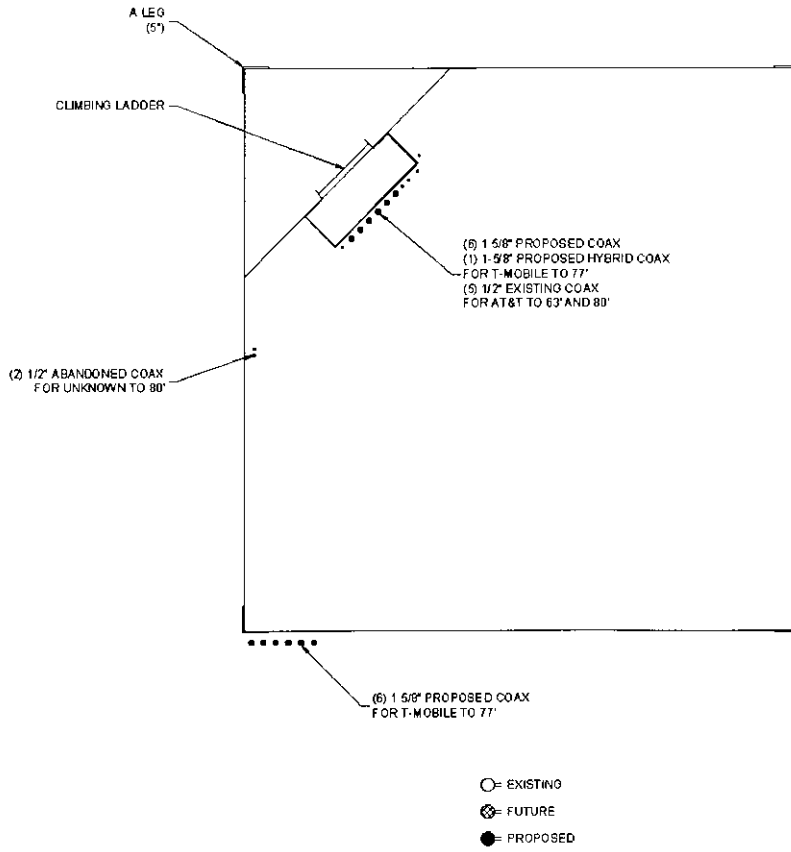 A LEG
(5")
CLIMBING LADDER
(6) 1 5/8" PROPOSED COAX
(1) 1-5/8" PROPOSED HYBRID COAX
FOR T-MOBILE TO 77'
(5) 1/2" EXISTING COAX
FOR AT&T TO 63' AND 80'
(2) 1/2" ABANDONED COAX
FOR UNKNOWN TO 80'
(6) 1 5/8" PROPOSED COAX
FOR T-MOBILE TO 77'
= EXISTING
= FUTURE
= PROPOSED